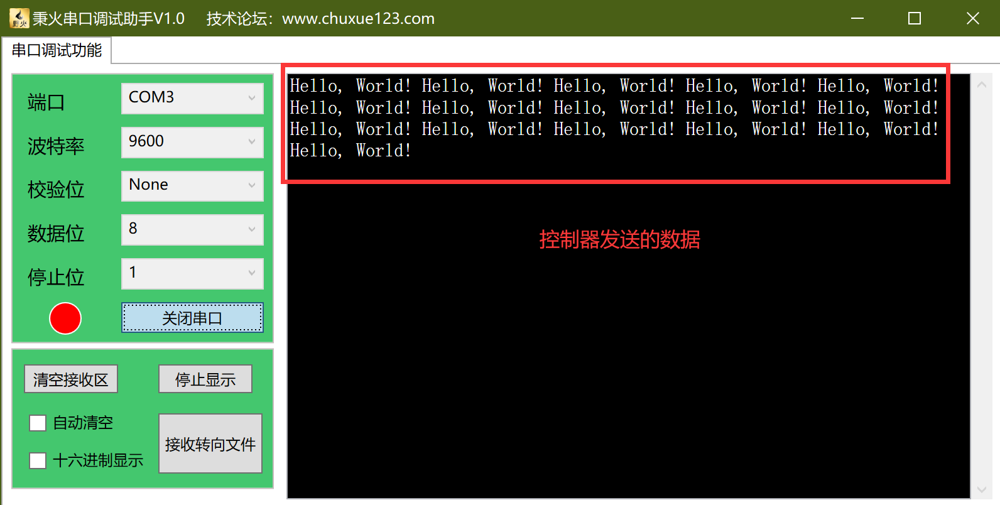 秉火串口调试助手V1.0 技术论坛：www.chuxue123.com
串口调试功能
端口 COM3
波特率 9600
校验位 None
数据位 8
停止位 1
关闭串口
清空接收区 停止显示
自动清空
接收转向文件
十六进制显示
Hello, World! Hello, World! Hello, World! Hello, World! Hello, World!
Hello, World! Hello, World! Hello, World! Hello, World! Hello, World!
Hello, World! Hello, World! Hello, World! Hello, World! Hello, World!
Hello, World!
控制器发送的数据